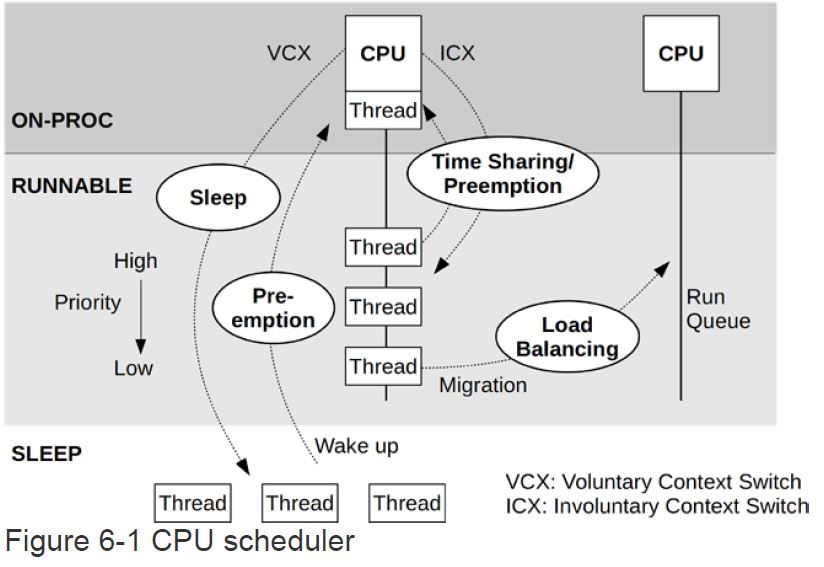 VCX
CPU
ICX
CPU
Thread
ON-PROC
RUNNABLE
Time Sharing/
Preemption
Sleep
Thread
High
Priority
Low
Pre-
emption
Thread
Run
Queue
Load
Balancing
Thread
Migration
SLEEP
Wake up
Thread
Thread
Thread
VCX: Voluntary Context Switch
ICX: Involuntary Context Switch
Figure 6-1 CPU scheduler